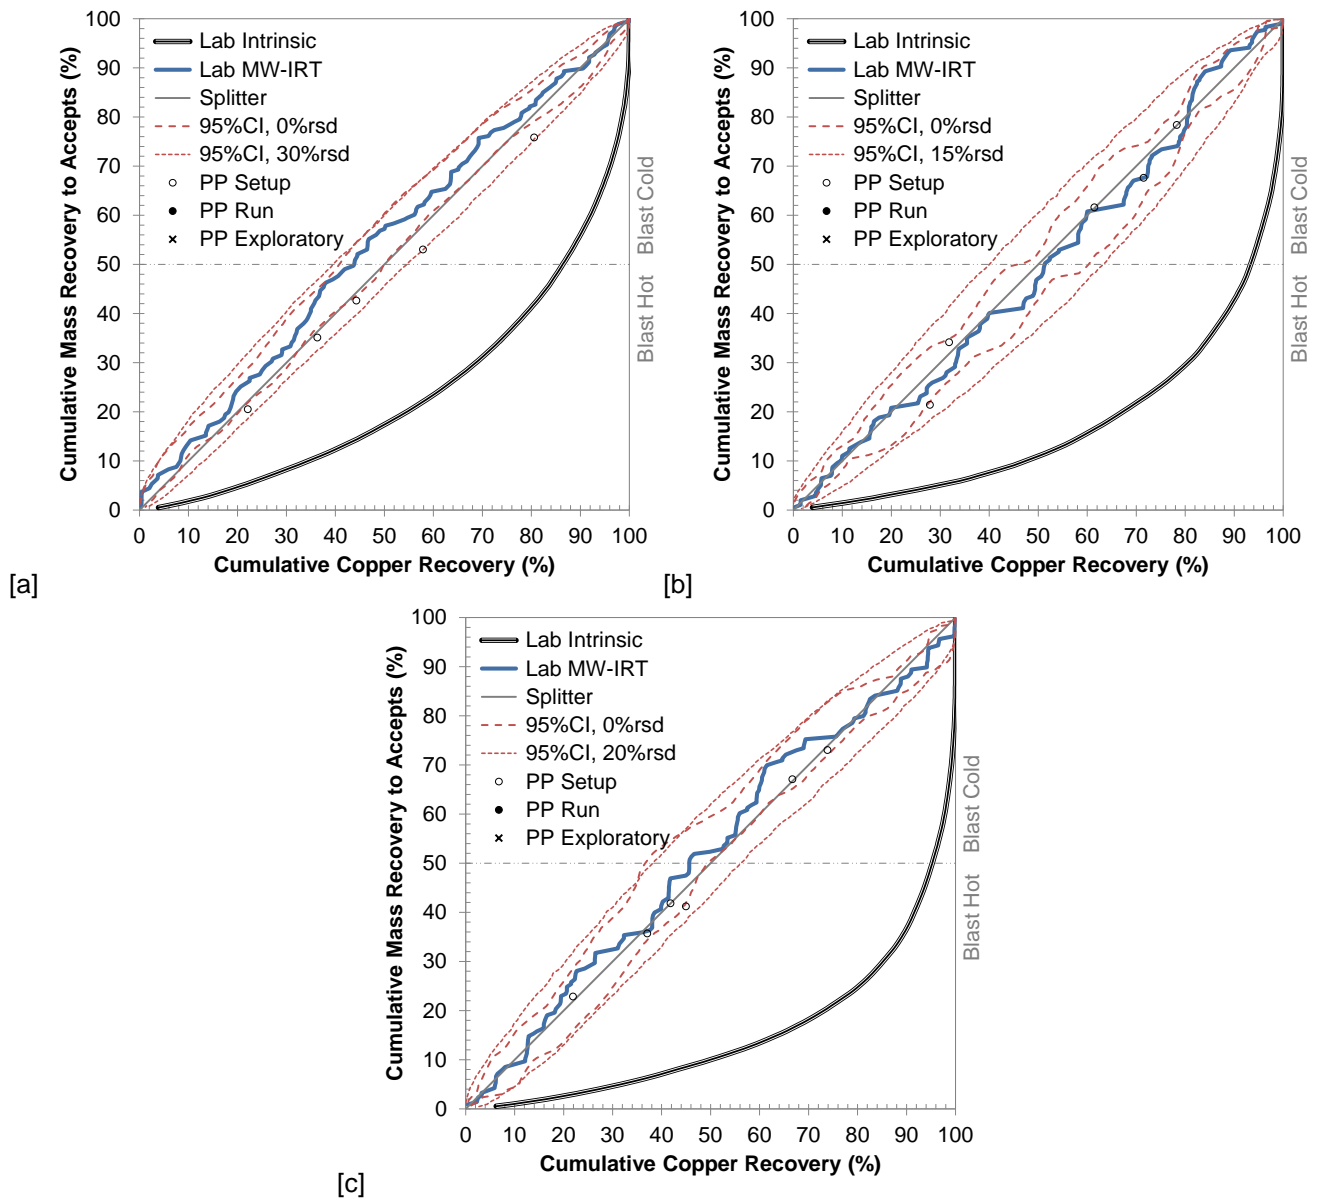 100
90
80
70
60
50
40
30
20
10
0
Cumulative Mass Recovery to Accepts (%)
Lab Intrinsic
Lab MW-IRT
Splitter
95%CI, 0%rsd
95%CI, 30%rsd
PP Setup
PP Run
PP Exploratory
Blast Cold
Blast Hot
0 10 20 30 40 50 60 70 80 90 100
Cumulative Copper Recovery (%)
[a]
100
90
80
70
60
50
40
30
20
10
0
Cumulative Mass Recovery to Accepts (%)
Lab Intrinsic
Lab MW-IRT
Splitter
95%CI, 0%rsd
95%CI, 15%rsd
PP Setup
PP Run
PP Exploratory
Blast Cold
Blast Hot
0 10 20 30 40 50 60 70 80 90 100
Cumulative Copper Recovery (%)
[b]
100
90
80
70
60
50
40
30
20
10
0
Cumulative Mass Recovery to Accepts (%)
Lab Intrinsic
Lab MW-IRT
Splitter
95%CI, 0%rsd
95%CI, 20%rsd
PP Setup
PP Run
PP Exploratory
Blast Cold
Blast Hot
0 10 20 30 40 50 60 70 80 90 100
Cumulative Copper Recovery (%)
[c]